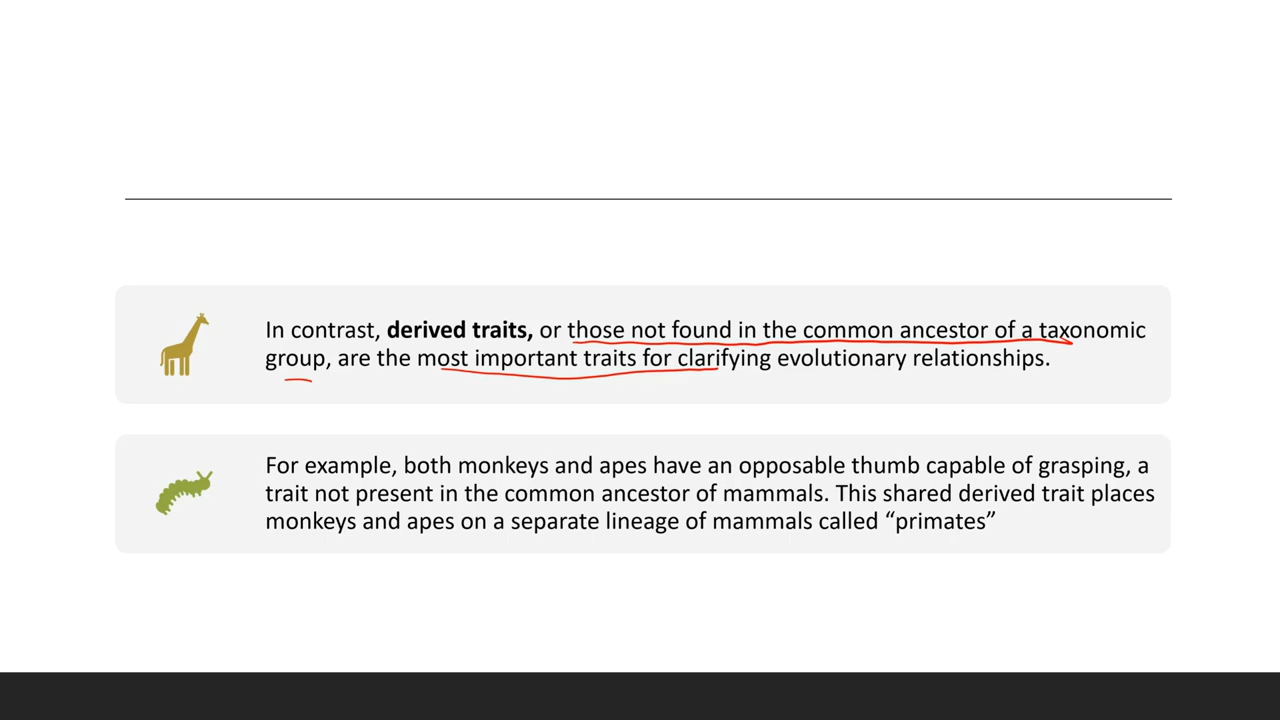 In contrast, derived traits, or those not found in the common ancestor of a taxonomic
group, are the most important traits for clarifying evolutionary relationships.
For example, both monkeys and apes have an opposable thumb capable of grasping, a
trait not present in the common ancestor of mammals. This shared derived trait places
monkeys and apes on a separate lineage of mammals called “primates”